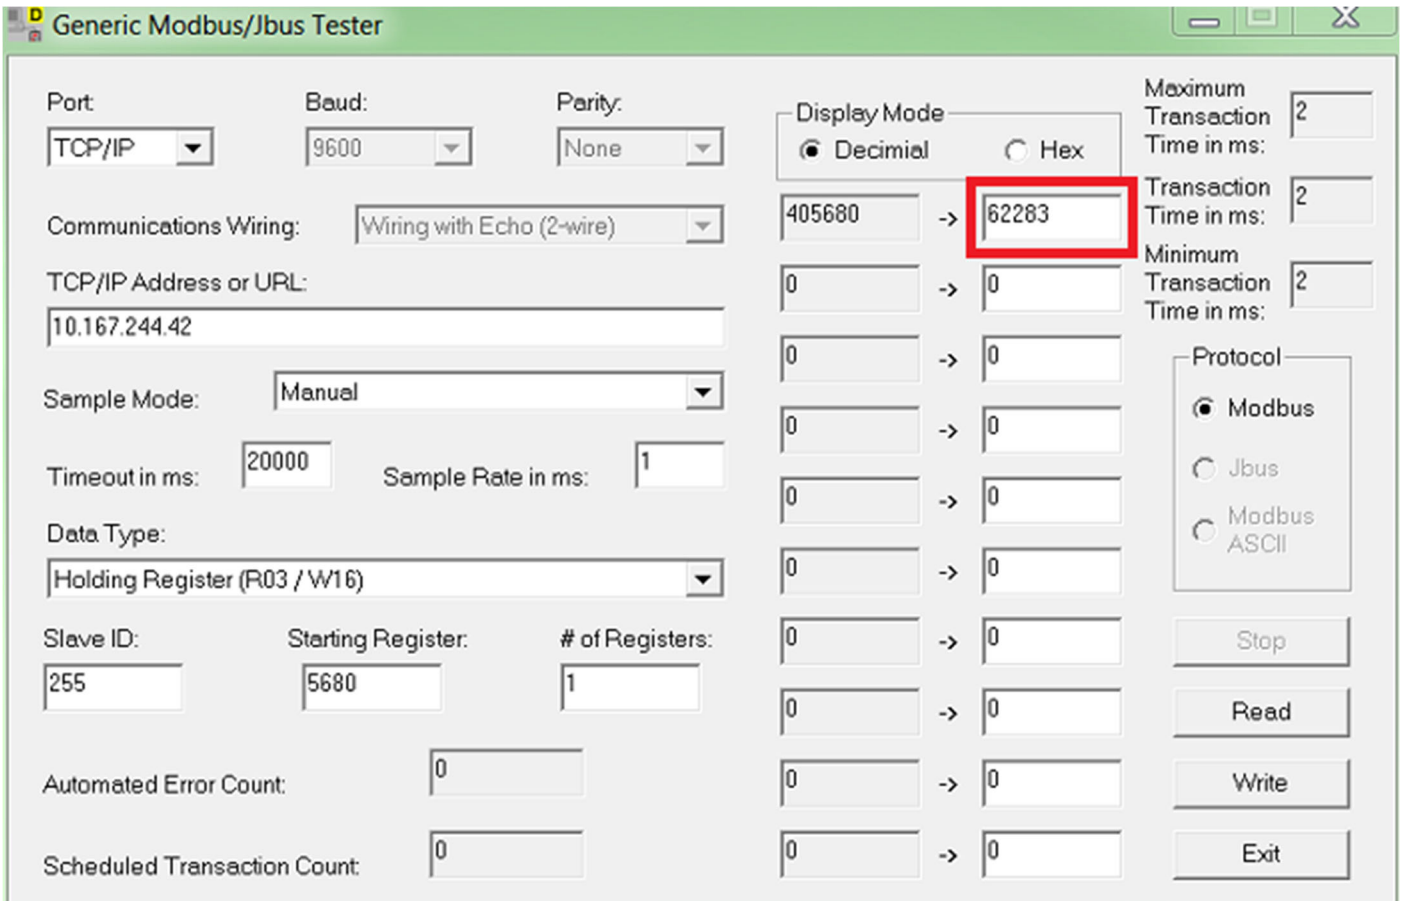 Generic Modbus/Jbus Tester
Port:
Baud:
Parity:
TCP/IP
9600
None
Communications Wiring:
Wiring with Echo (2-wire)
TCP/IP Address or URL:
10.167.244.42
Sample Mode:
Manual
Timeout in ms:
20000
Sample Rate in ms:
1
Data Type:
Holding Register (R03 / W16)
Slave ID:
Starting Register:
# of Registers:
255
5680
1
Automated Error Count:
0
Scheduled Transaction Count:
0
Display Mode
Decimial
Hex
405680 -> 62283
0 -> 0
0 -> 0
0 -> 0
0 -> 0
0 -> 0
0 -> 0
0 -> 0
0 -> 0
0 -> 0
Maximum
Transaction
Time in ms:
2
Transaction
Time in ms:
2
Minimum
Transaction
Time in ms:
2
Protocol
Modbus
Jbus
Modbus
ASCII
Stop
Read
Write
Exit